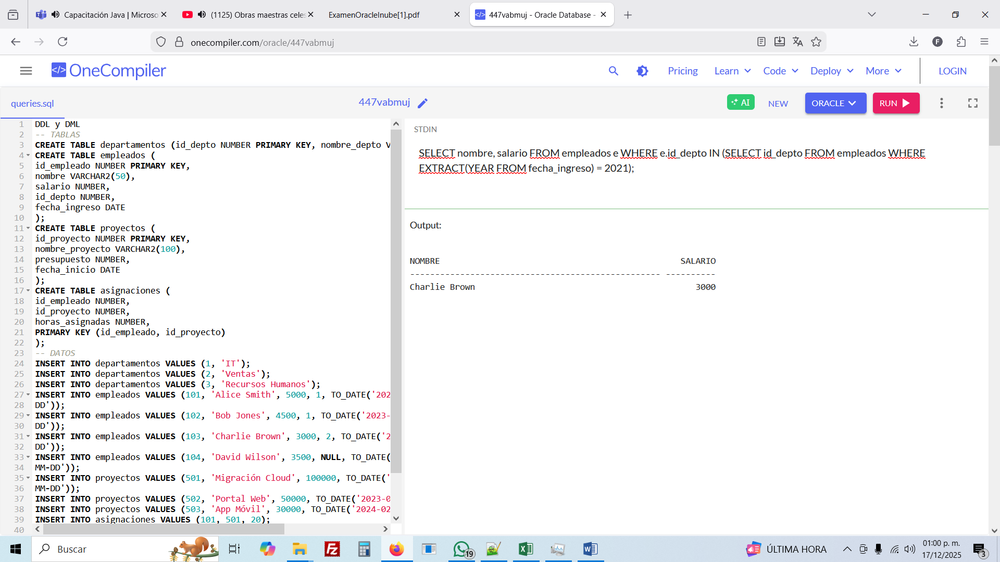 Capacitación Java | Microso
(1125) Obras maestras celes
ExamenOracleInube[1].pdf
447vabmuj - Oracle Database -
onecompiler.com/oracle/447vabmuj
F
</> OneCompiler
Pricing
Learn
Code
Deploy
More
LOGIN
queries.sql
447vabmuj
AI
NEW
ORACLE
RUN
1 DDL y DML
2 -- TABLAS
3 CREATE TABLE departamentos (id_depto NUMBER PRIMARY KEY, nombre_depto V
4 CREATE TABLE empleados (
5 id_empleado NUMBER PRIMARY KEY,
6 nombre VARCHAR2(50),
7 salario NUMBER,
8 id_depto NUMBER,
9 fecha_ingreso DATE
10 );
11 CREATE TABLE proyectos (
12 id_proyecto NUMBER PRIMARY KEY,
13 nombre_proyecto VARCHAR2(100),
14 presupuesto NUMBER,
15 fecha_inicio DATE
16 );
17 CREATE TABLE asignaciones (
18 id_empleado NUMBER,
19 id_proyecto NUMBER,
20 horas_asignadas NUMBER,
21 PRIMARY KEY (id_empleado, id_proyecto)
22 );
23 -- DATOS
24 INSERT INTO departamentos VALUES (1, 'IT');
25 INSERT INTO departamentos VALUES (2, 'Ventas');
26 INSERT INTO departamentos VALUES (3, 'Recursos Humanos');
27 INSERT INTO empleados VALUES (101, 'Alice Smith', 5000, 1, TO_DATE('202
28 DD'));
29 INSERT INTO empleados VALUES (102, 'Bob Jones', 4500, 1, TO_DATE('2023-
30 DD'));
31 INSERT INTO empleados VALUES (103, 'Charlie Brown', 3000, 2, TO_DATE('2
32 DD'));
33 INSERT INTO empleados VALUES (104, 'David Wilson', 3500, NULL, TO_DATE(
34 MM-DD'));
35 INSERT INTO proyectos VALUES (501, 'Migración Cloud', 100000, TO_DATE('
36 MM-DD'));
37 INSERT INTO proyectos VALUES (502, 'Portal Web', 50000, TO_DATE('2023-0
38 INSERT INTO proyectos VALUES (503, 'App Móvil', 30000, TO_DATE('2024-02
39 INSERT INTO asignaciones VALUES (101, 501, 20);
40
STDIN
SELECT nombre, salario FROM empleados e WHERE e.id_depto IN (SELECT id_depto FROM empleados WHERE
EXTRACT(YEAR FROM fecha_ingreso) = 2021);
Output:
NOMBRE SALARIO
-------------------------------------------------- ----------
Charlie Brown 3000
Buscar
19
ÚLTIMA HORA
01:00 p. m.
17/12/2025
3